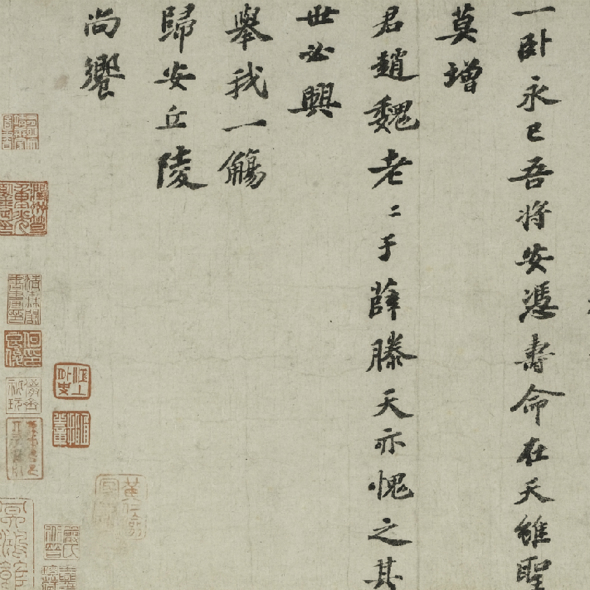 一卧永已吾将安憑壽命在天雖聖
莫增
君趙魏老二子薛滕天亦愧之其
世必興
舉我一觴
歸安丘陵
尚饗